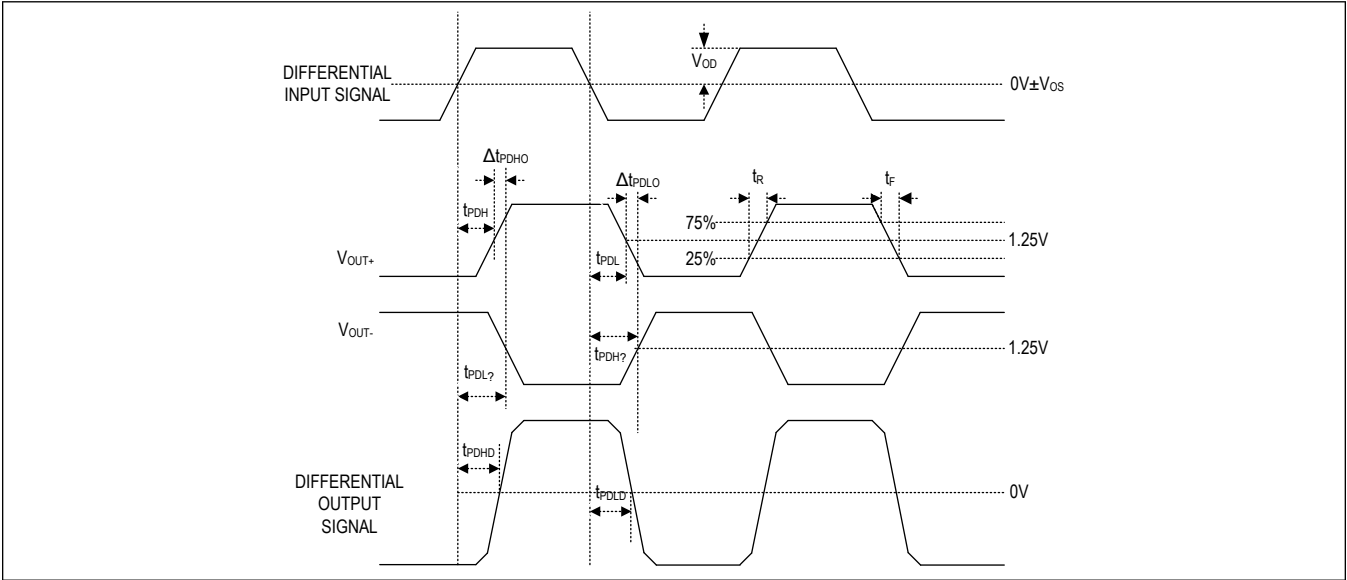 DIFFERENTIAL
INPUT SIGNAL
VOD
0V±VOS
ΔtPDHO
tPDH
ΔtPDLO
tR
tF
75%
1.25V
25%
tPDL
VOUT+
VOUT-
tPDH?
1.25V
tPDL?
tPDHD
DIFFERENTIAL
OUTPUT
SIGNAL
tPDLD
0V